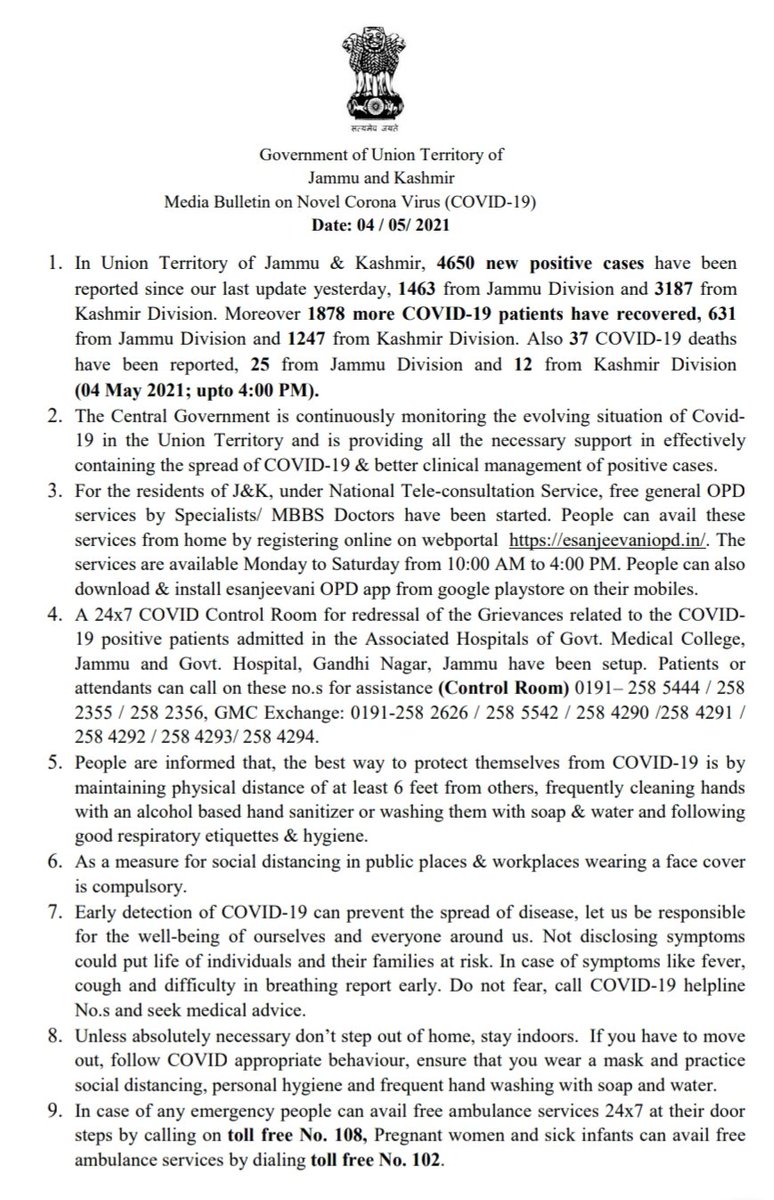 सत्यमेव जयते
Government of Union Territory of
Jammu and Kashmir
Media Bulletin on Novel Corona Virus (COVID-19)
Date: 04 / 05/ 2021
1. In Union Territory of Jammu & Kashmir, 4650 new positive cases have been
reported since our last update yesterday, 1463 from Jammu Division and 3187 from
Kashmir Division. Moreover 1878 more COVID-19 patients have recovered, 631
from Jammu Division and 1247 from Kashmir Division. Also 37 COVID-19 deaths
have been reported, 25 from Jammu Division and 12 from Kashmir Division
(04 May 2021; upto 4:00 PM).
2. The Central Government is continuously monitoring the evolving situation of Covid-
19 in the Union Territory and is providing all the necessary support in effectively
containing the spread of COVID-19 & better clinical management of positive cases.
3. For the residents of J&K, under National Tele-consultation Service, free general OPD
services by Specialists/ MBBS Doctors have been started. People can avail these
services from home by registering online on webportal https://esanjeevaniopd.in/. The
services are available Monday to Saturday from 10:00 AM to 4:00 PM. People can also
download & install esanjeevani OPD app from google playstore on their mobiles.
4. A 24x7 COVID Control Room for redressal of the Grievances related to the COVID-
19 positive patients admitted in the Associated Hospitals of Govt. Medical College,
Jammu and Govt. Hospital, Gandhi Nagar, Jammu have been setup. Patients or
attendants can call on these no.s for assistance (Control Room) 0191– 258 5444 / 258
2355 / 258 2356, GMC Exchange: 0191-258 2626 / 258 5542 / 258 4290 /258 4291 /
258 4292 / 258 4293/ 258 4294.
5. People are informed that, the best way to protect themselves from COVID-19 is by
maintaining physical distance of at least 6 feet from others, frequently cleaning hands
with an alcohol based hand sanitizer or washing them with soap & water and following
good respiratory etiquettes & hygiene.
6. As a measure for social distancing in public places & workplaces wearing a face cover
is compulsory.
7. Early detection of COVID-19 can prevent the spread of disease, let us be responsible
for the well-being of ourselves and everyone around us. Not disclosing symptoms
could put life of individuals and their families at risk. In case of symptoms like fever,
cough and difficulty in breathing report early. Do not fear, call COVID-19 helpline
No.s and seek medical advice.
8. Unless absolutely necessary don’t step out of home, stay indoors. If you have to move
out, follow COVID appropriate behaviour, ensure that you wear a mask and practice
social distancing, personal hygiene and frequent hand washing with soap and water.
9. In case of any emergency people can avail free ambulance services 24x7 at their door
steps by calling on toll free No. 108, Pregnant women and sick infants can avail free
ambulance services by dialing toll free No. 102.